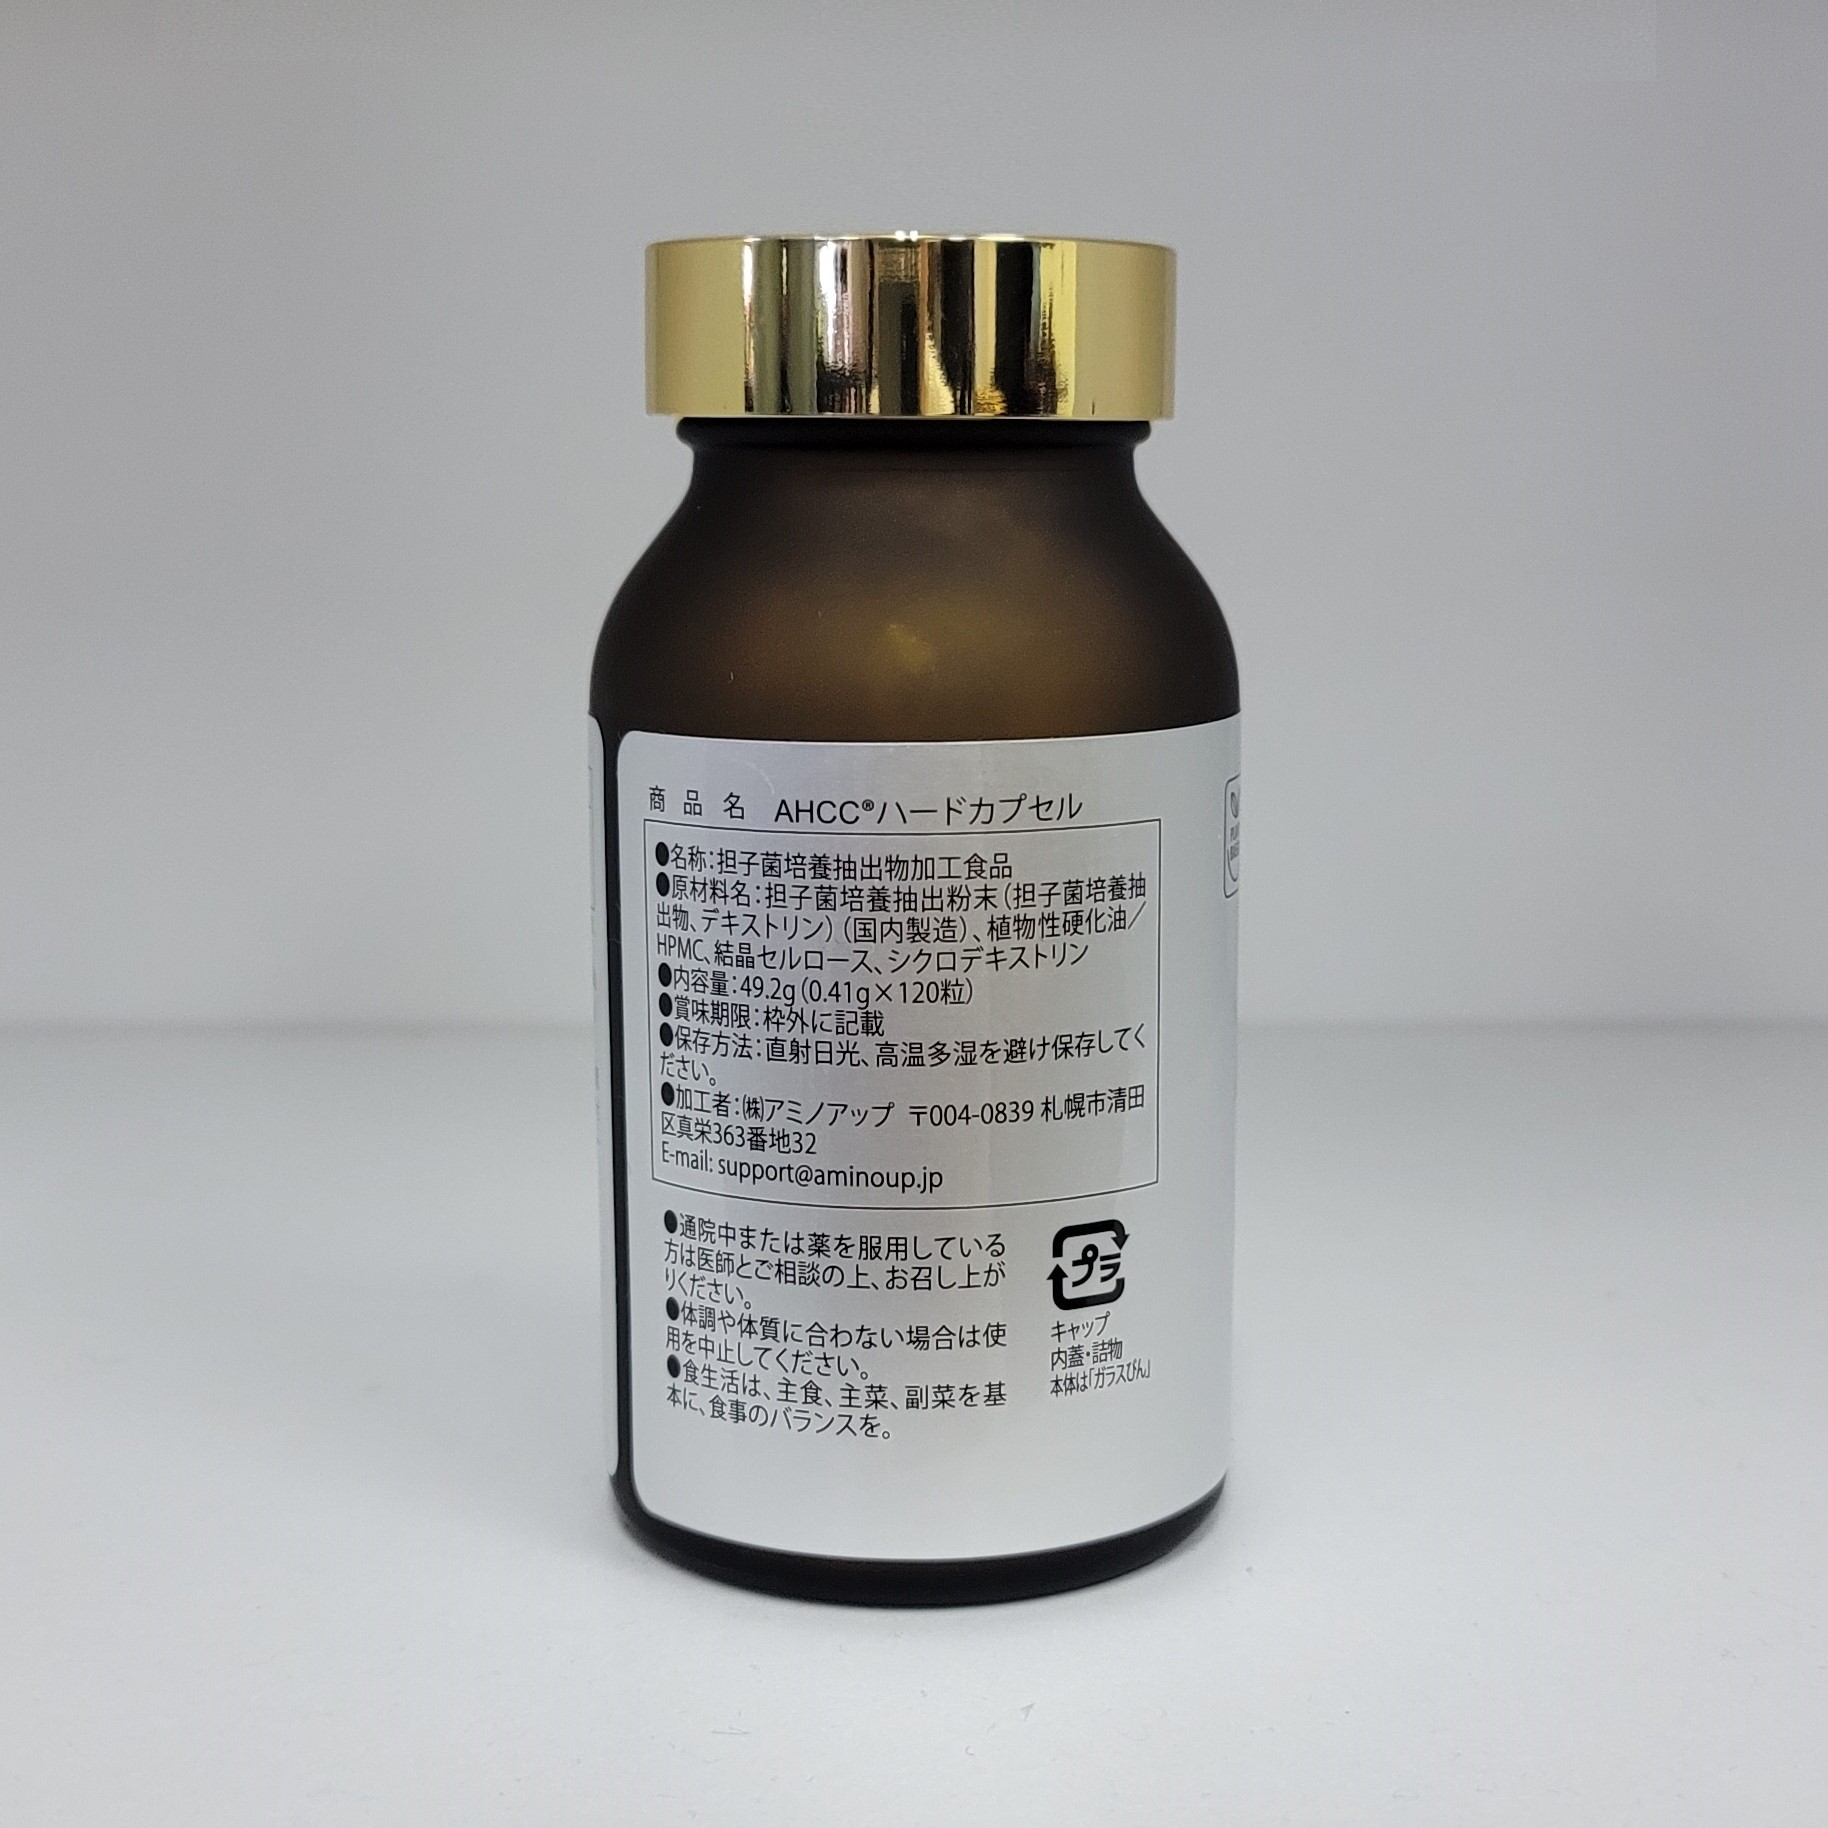 商品名 AHCC®ハードカプセル
●名称：担子菌培養抽出物加工食品
●原材料名：担子菌培養抽出粉末（担子菌培養抽
出物、デキストリン）（国内製造）、植物性硬化油／
HPMC、結晶セルロース、シクロデキストリン
●内容量：49.2g（0.41g×120粒）
●賞味期限：枠外に記載
●保存方法：直射日光、高温多湿を避け保存してく
ださい。
●加工者：㈱アミノアップ 〒004-0839 札幌市清田
区真栄363番地32
E-mail: support@aminoup.jp
●通院中または薬を服用している
方は医師とご相談の上、お召し上が
りください。
●体調や体質に合わない場合は使
用を中止してください。
●食生活は、主食、主菜、副菜を基
本に、食事のバランスを。
プラ
キャップ
内蓋・詰物
本体は「ガラスびん」